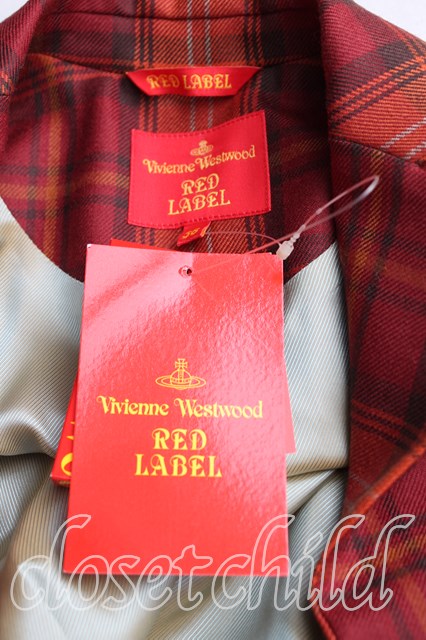 RED LABEL
Vivienne Westwood
RED
LABEL
Vivienne Westwood
RED
LABEL
closetchild